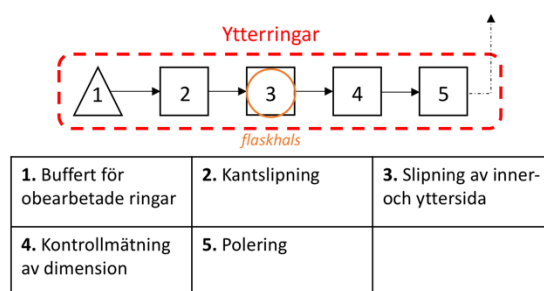 Ytterringar
1 2 3 4 5
flaskhals
1. Buffert för
obearbetade ringar
2. Kantslipning
3. Slipning av inner-
och yttersida
4. Kontrollmätning
av dimension
5. Polering